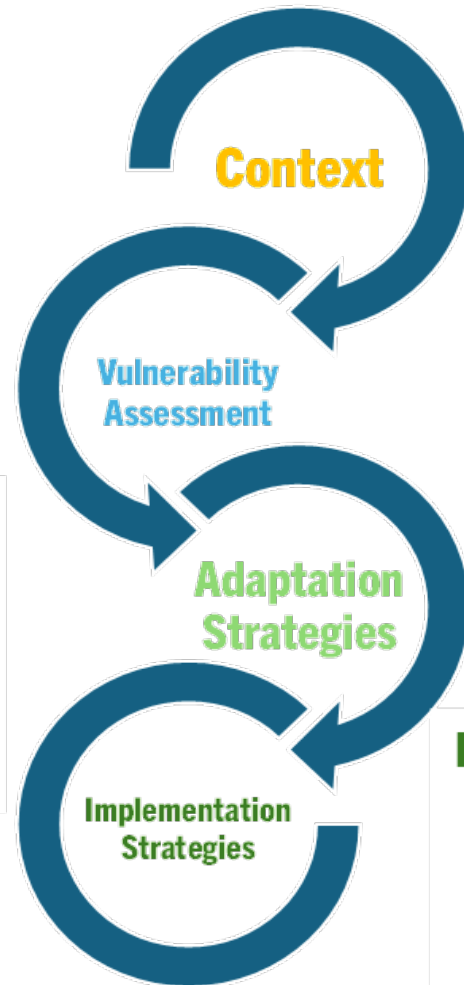 Context
Vulnerability
Assessment
Adaptation
Strategies
Implementation
Strategies